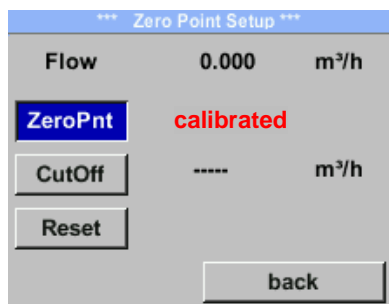 *** Zero Point Setup ***
Flow 0.000 m³/h
ZeroPnt calibrated
CutOff ----- m³/h
Reset
back